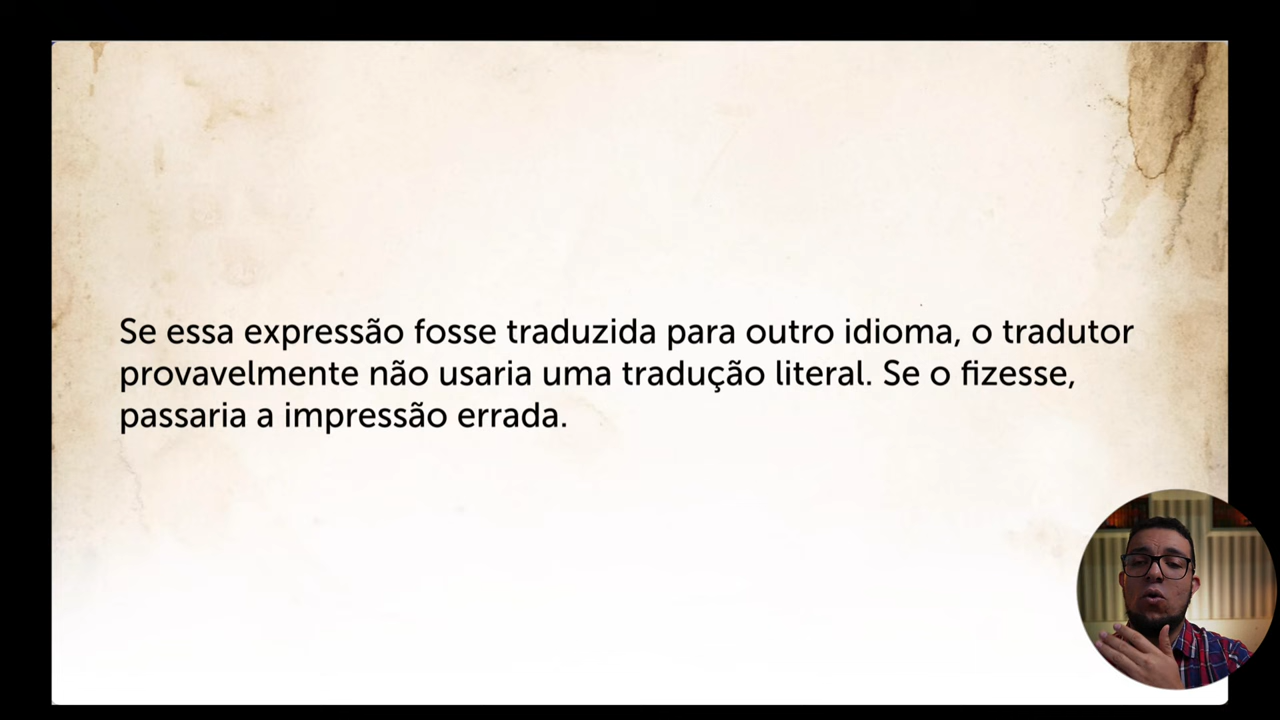 Se essa expressão fosse traduzida para outro idioma, o tradutor
provavelmente não usaria uma tradução literal. Se o fizesse,
passaria a impressão errada.